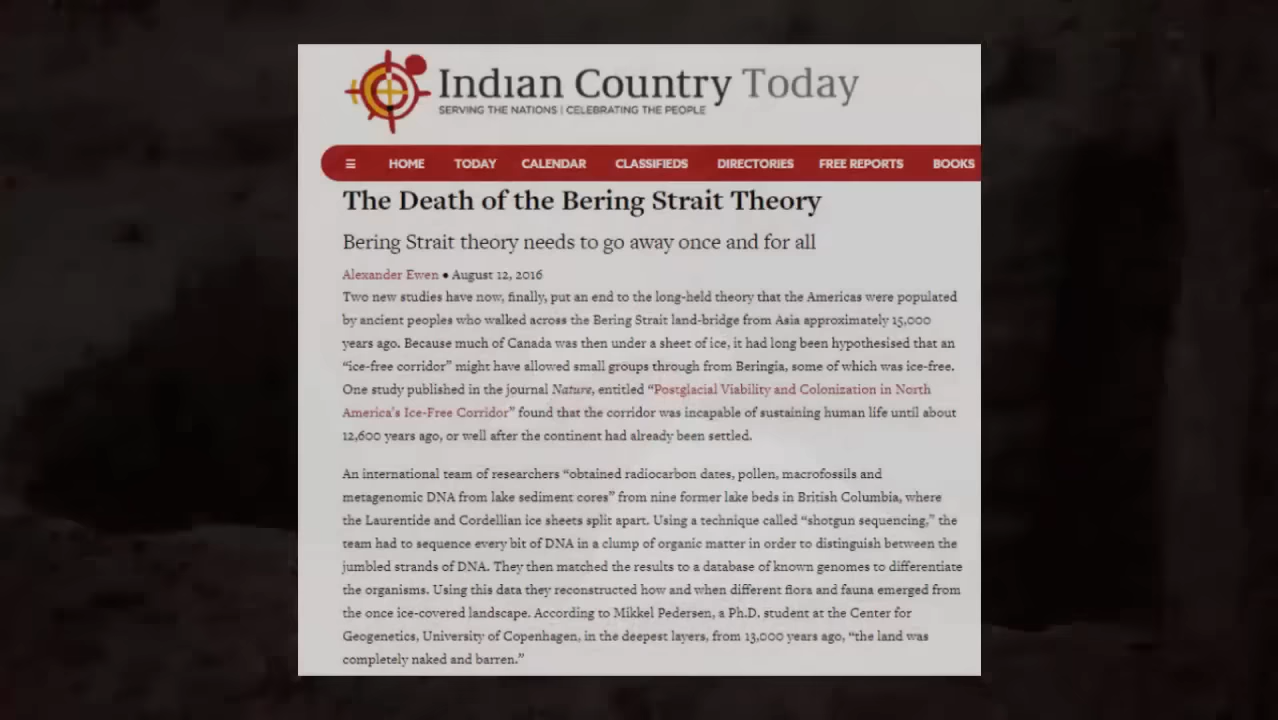 Indian Country Today
SERVING THE NATIONS | CELEBRATING THE PEOPLE
☰ HOME TODAY CALENDAR CLASSIFIEDS DIRECTORIES FREE REPORTS BOOKS
The Death of the Bering Strait Theory
Bering Strait theory needs to go away once and for all
Alexander Ewen • August 12, 2016
Two new studies have now, finally, put an end to the long-held theory that the Americas were populated
by ancient peoples who walked across the Bering Strait land-bridge from Asia approximately 15,000
years ago. Because much of Canada was then under a sheet of ice, it had long been hypothesised that an
“ice-free corridor” might have allowed small groups through from Beringia, some of which was ice-free.
One study published in the journal Nature, entitled “Postglacial Viability and Colonization in North
America’s Ice-Free Corridor” found that the corridor was incapable of sustaining human life until about
12,600 years ago, or well after the continent had already been settled.
An international team of researchers “obtained radiocarbon dates, pollen, macrofossils and
metagenomic DNA from lake sediment cores” from nine former lake beds in British Columbia, where
the Laurentide and Cordellian ice sheets split apart. Using a technique called “shotgun sequencing,” the
team had to sequence every bit of DNA in a clump of organic matter in order to distinguish between the
jumbled strands of DNA. They then matched the results to a database of known genomes to differentiate
the organisms. Using this data they reconstructed how and when different flora and fauna emerged from
the once ice-covered landscape. According to Mikkel Pedersen, a Ph.D. student at the Center for
Geogenetics, University of Copenhagen, in the deepest layers, from 13,000 years ago, “the land was
completely naked and barren.”